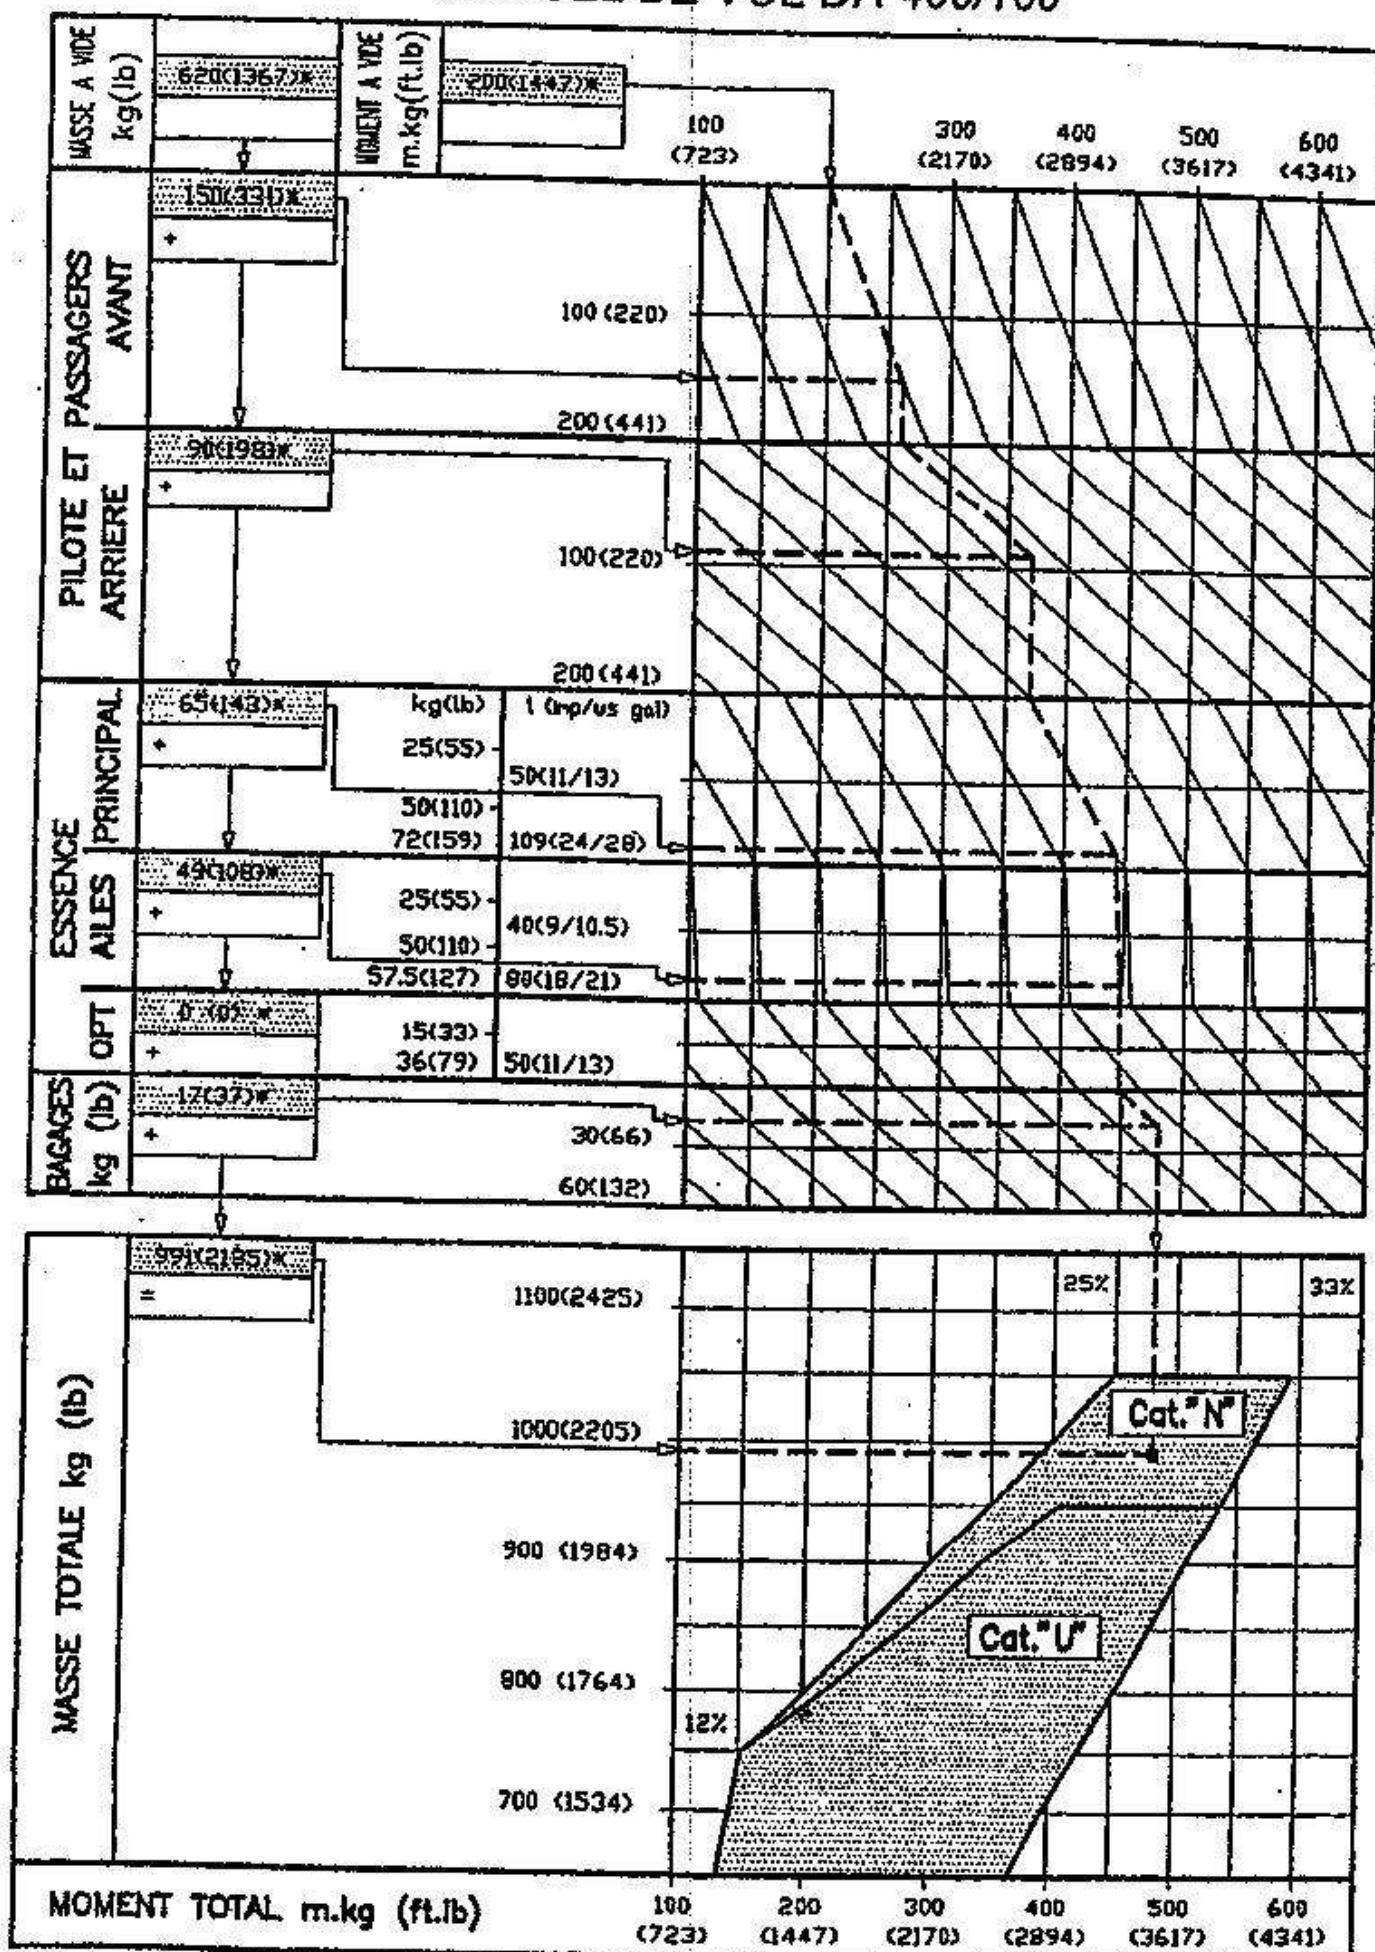 MASSE A VIDE
kg(lb)
620(1367)*
MOMENT A VIDE
m.kg(ft.lb)
200(1447)*
100 300 400 500 600
(723) (2170) (2894) (3617) (4341)
PILOTE ET PASSAGERS
AVANT
150(331)*
+
100(220)
200(441)
ARRIERE
90(198)*
+
100(220)
200(441)
ESSENCE
PRINCIPAL
65(143)*
+
kg(lb) l (imp/us gal)
25(55)
50(11/13)
50(110)
72(159) 109(24/28)
AILES
49(108)*
+
25(55)
40(9/10.5)
50(110)
57.5(127) 80(18/21)
OPT
0 (0) *
+
15(33)
36(79) 50(11/13)
BAGAGES
kg (lb)
17(37)*
+
30(66)
60(132)
MASSE TOTALE kg (lb)
991(2185)*
=
1100(2425)
25% 33%
Cat."N"
1000(2205)
900 (1984)
Cat."U"
800 (1764)
12%
700 (1534)
MOMENT TOTAL m.kg (ft.lb)
100 200 300 400 500 600
(723) (1447) (2170) (2894) (3617) (4341)